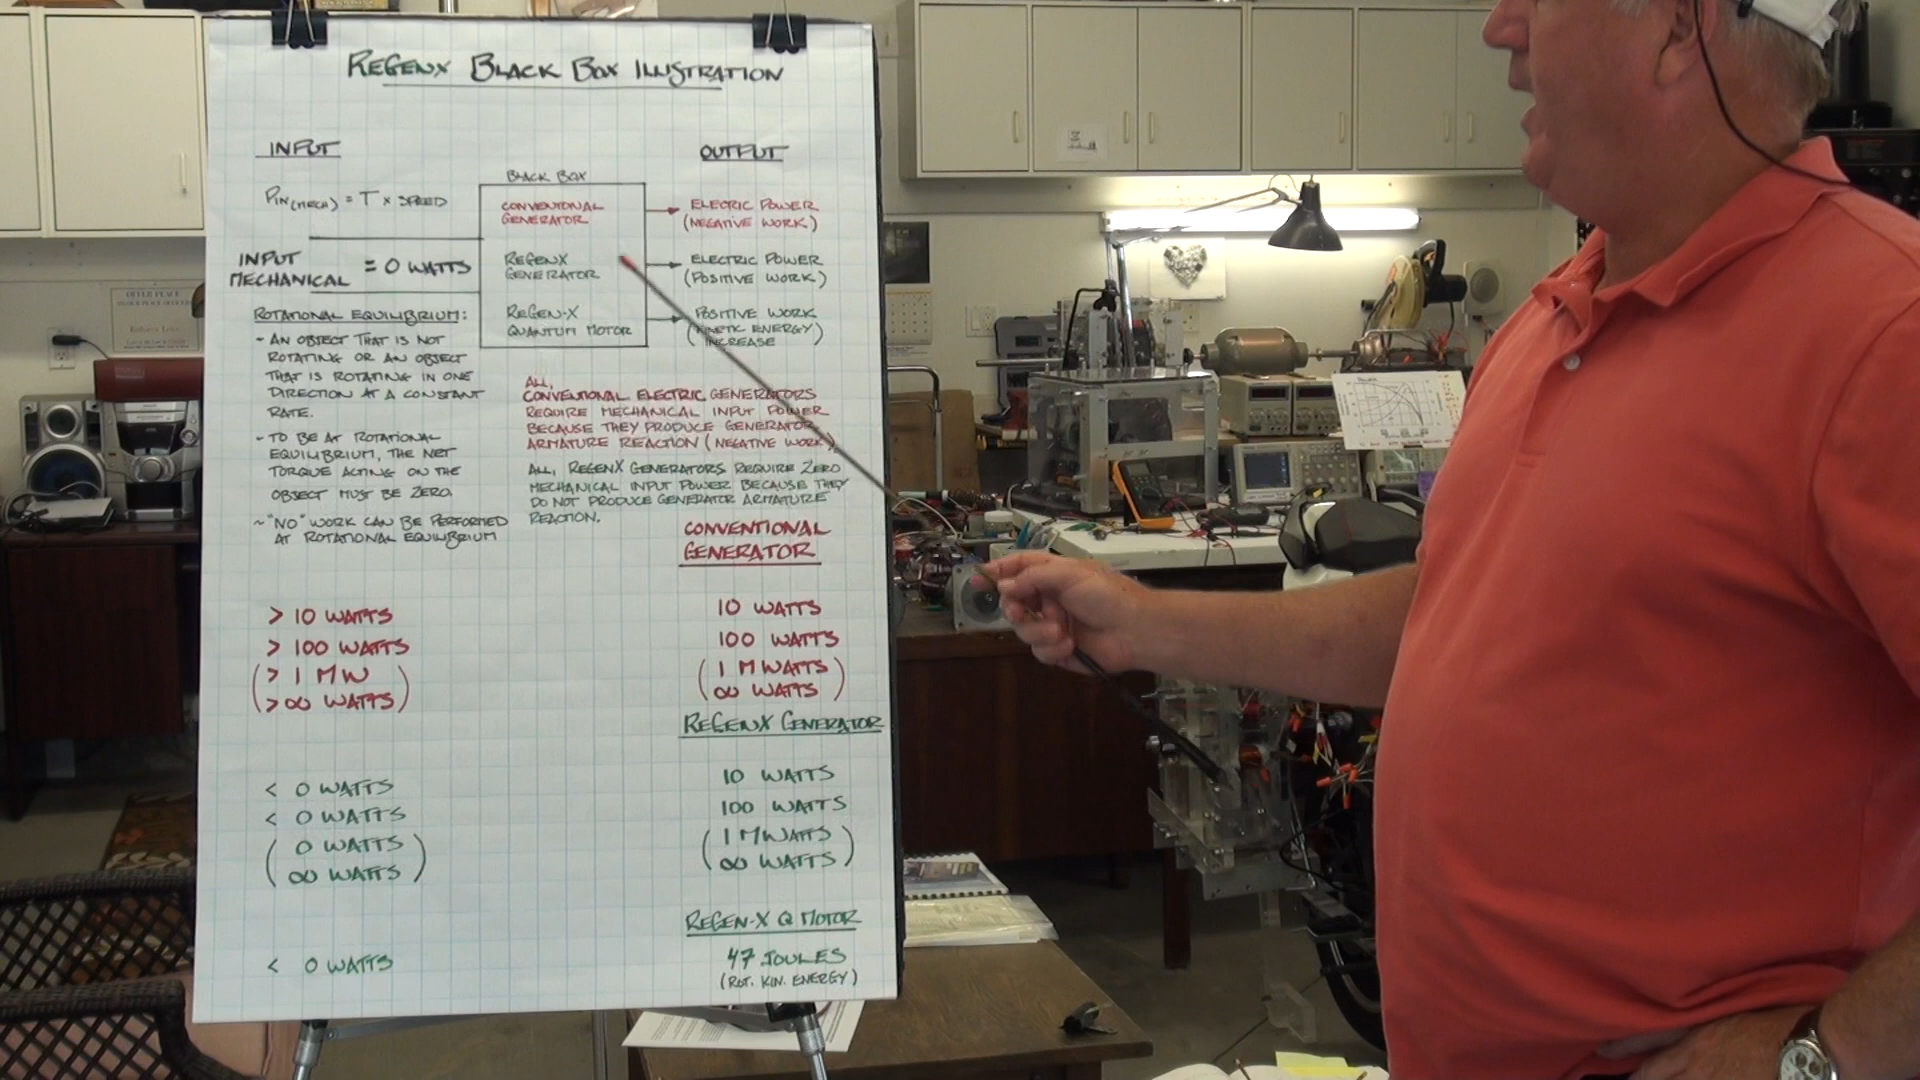 REGENX BLACK BOX ILLUSTRATION
INPUT
PIN(MECH) = T x SPEED
INPUT
MECHANICAL = 0 WATTS
ROTATIONAL EQUILIBRIUM:
- AN OBJECT THAT IS NOT
ROTATING OR AN OBJECT
THAT IS ROTATING IN ONE
DIRECTION AT A CONSTANT
RATE.
- TO BE AT ROTATIONAL
EQUILIBRIUM, THE NET
TORQUE ACTING ON THE
OBJECT MUST BE ZERO
~ "NO" WORK CAN BE PERFORMED
AT ROTATIONAL EQUILIBRIUM
BLACK BOX
CONVENTIONAL
GENERATOR
REGENX
GENERATOR
REGEN-X
QUANTUM MOTOR
OUTPUT
ELECTRIC POWER
(NEGATIVE WORK)
ELECTRIC POWER
(POSITIVE WORK)
POSITIVE WORK
(KINETIC ENERGY)
INCREASE
ALL,
CONVENTIONAL ELECTRIC GENERATORS
REQUIRE MECHANICAL INPUT POWER
BECAUSE THEY PRODUCE GENERATOR
ARMATURE REACTION (NEGATIVE WORK)
ALL, REGENX GENERATORS REQUIRE ZERO
MECHANICAL INPUT POWER BECAUSE THEY
DO NOT PRODUCE GENERATOR ARMATURE
REACTION.
CONVENTIONAL
GENERATOR
> 10 WATTS
10 WATTS
> 100 WATTS
100 WATTS
(> 1 MW
(1 MWATTS
> ∞ WATTS)
∞ WATTS)
REGENX GENERATOR
< 0 WATTS
10 WATTS
< 0 WATTS
100 WATTS
(0 WATTS
(1 MWATTS
∞ WATTS)
∞ WATTS)
REGEN-X Q MOTOR
< 0 WATTS
47 JOULES
(ROT. KIN. ENERGY)
OFFER PEACE